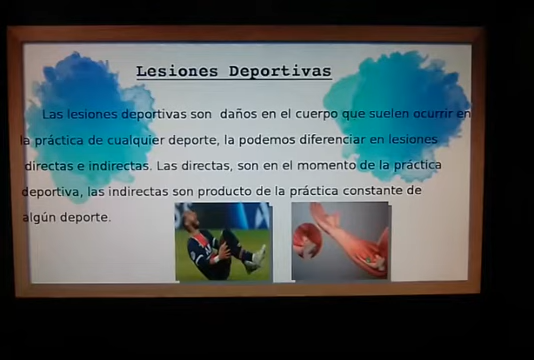 Lesiones Deportivas
Las lesiones deportivas son daños en el cuerpo que suelen ocurrir en
la práctica de cualquier deporte, la podemos diferenciar en lesiones
directas e indirectas. Las directas, son en el momento de la práctica
deportiva, las indirectas son producto de la práctica constante de
algún deporte.